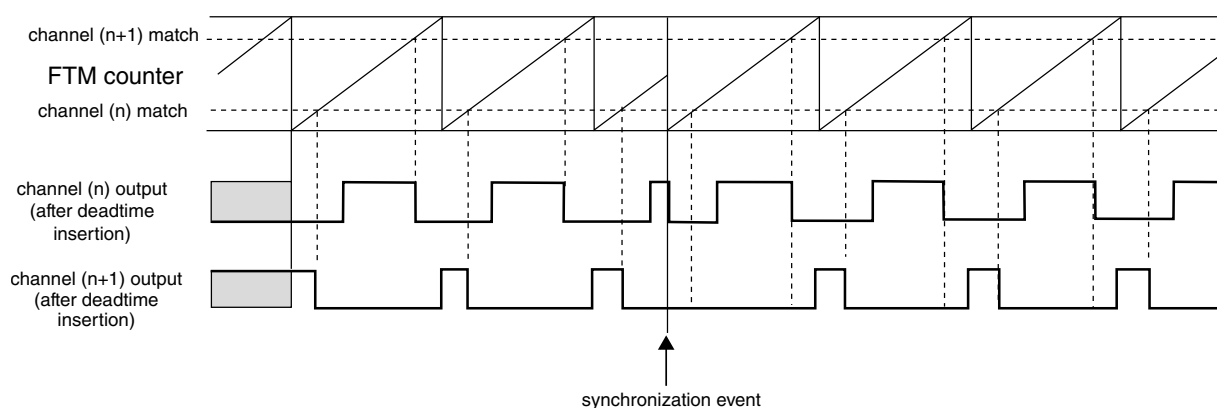 channel (n+1) match
FTM counter
channel (n) match
channel (n) output
(after deadtime
insertion)
channel (n+1) output
(after deadtime
insertion)
synchronization event